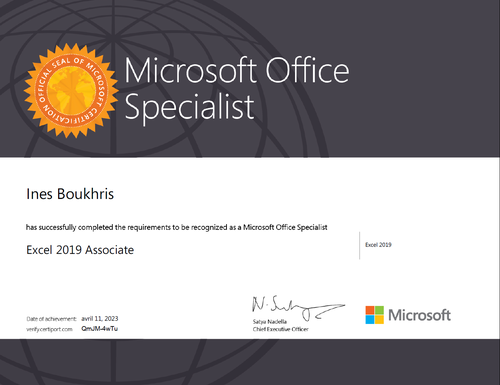 OFFICIAL SEAL OF MICROSOFT CERTIFICATION
Microsoft Office
Specialist
Ines Boukhris
has successfully completed the requirements to be recognized as a Microsoft Office Specialist
Excel 2019 Associate
Excel 2019
Date of achievement: avril 11, 2023
verify.certiport.com QmJM-4wTu
Satya Nadella
Chief Executive Officer
Microsoft